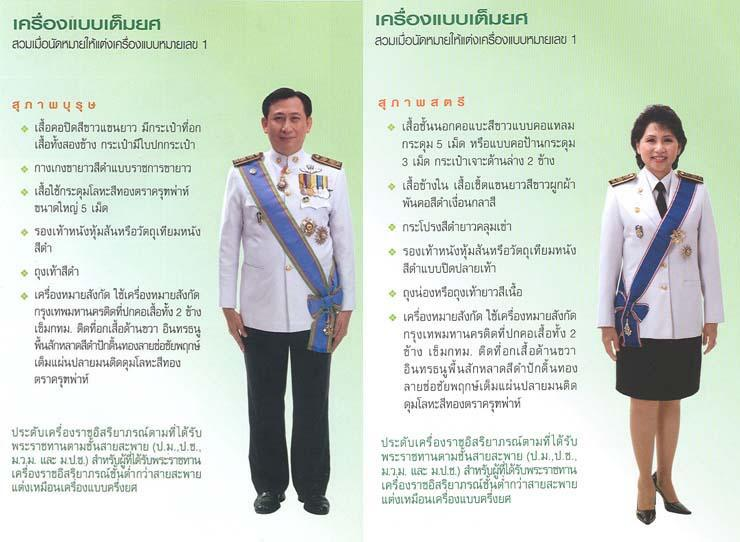 เครื่องแบบเต็มยศ
สวมเมื่อนัดหมายให้แต่งเครื่องแบบหมายเลข 1
สุภาพบุรุษ
❖ เสื้อคอปิดสีขาวแขนยาว มีกระเป๋าที่อก
เสื้อทั้งสองข้าง กระเป๋ามีใบปกกระเป๋า
❖ กางเกงขายาวสีดำแบบราชการขายาว
❖ เสื้อใช้กระดุมโลหะสีทองตราครุฑพ่าห์
ขนาดใหญ่ 5 เม็ด
❖ รองเท้าหนังหุ้มส้นหรือวัตถุเทียมหนัง
สีดำ
❖ ถุงเท้าสีดำ
❖ เครื่องหมายสังกัด ใช้เครื่องหมายสังกัด
กรุงเทพมหานครติดที่ปกคอเสื้อทั้ง 2 ข้าง
เข็มกทม. ติดที่อกเสื้อด้านขวา อินทรธนู
พื้นสักหลาดสีดำปักดิ้นทองลายช่อชัยพฤกษ์
เต็มแผ่นปลายมนติดดุมโลหะสีทอง
ตราครุฑพ่าห์
ประดับเครื่องราชอิสริยาภรณ์ตามที่ได้รับ
พระราชทานตามชั้นสายสะพาย (ป.ม.,ป.ช.,
ม.ว.ม. และ ม.ป.ช.) สำหรับผู้ที่ได้รับพระราชทาน
เครื่องราชอิสริยาภรณ์ชั้นต่ำกว่าสายสะพาย
แต่งเหมือนเครื่องแบบครึ่งยศ
เครื่องแบบเต็มยศ
สวมเมื่อนัดหมายให้แต่งเครื่องแบบหมายเลข 1
สุภาพสตรี
❖ เสื้อชั้นนอกคอแบะสีขาวแบบคอแหลม
กระดุม 5 เม็ด หรือแบบคอป้านกระดุม
3 เม็ด กระเป๋าเจาะด้านล่าง 2 ข้าง
❖ เสื้อข้างใน เสื้อเชิ้ตแขนยาวสีขาวผูกผ้า
พันคอสีดำเงื่อนกลาสี
❖ กระโปรงสีดำยาวคลุมเข่า
❖ รองเท้าหนังหุ้มส้นหรือวัตถุเทียมหนัง
สีดำแบบปิดปลายเท้า
❖ ถุงน่องหรือถุงเท้ายาวสีเนื้อ
❖ เครื่องหมายสังกัด ใช้เครื่องหมายสังกัด
กรุงเทพมหานครติดที่ปกคอเสื้อทั้ง 2
ข้าง เข็มกทม. ติดที่อกเสื้อด้านขวา
อินทรธนูพื้นสักหลาดสีดำปักดิ้นทอง
ลายช่อชัยพฤกษ์เต็มแผ่นปลายมนติด
ดุมโลหะสีทองตราครุฑพ่าห์
ประดับเครื่องราชอิสริยาภรณ์ตามที่ได้รับ
พระราชทานตามชั้นสายสะพาย (ป.ม.,ป.ช.,
ม.ว.ม. และ ม.ป.ช.) สำหรับผู้ที่ได้รับพระราชทาน
เครื่องราชอิสริยาภรณ์ชั้นต่ำกว่าสายสะพาย
แต่งเหมือนเครื่องแบบครึ่งยศ